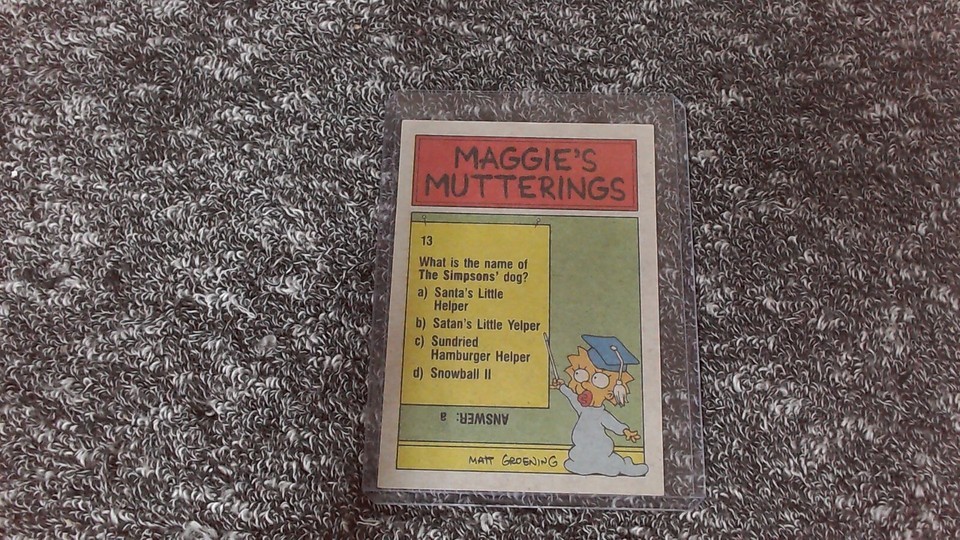 MAGGIE'S
MUTTERINGS
13
What is the name of
The Simpsons' dog?
a) Santa's Little
Helper
b) Satan's Little Yelper
c) Sundried
Hamburger Helper
d) Snowball II
ANSWER: a
MATT GROENING